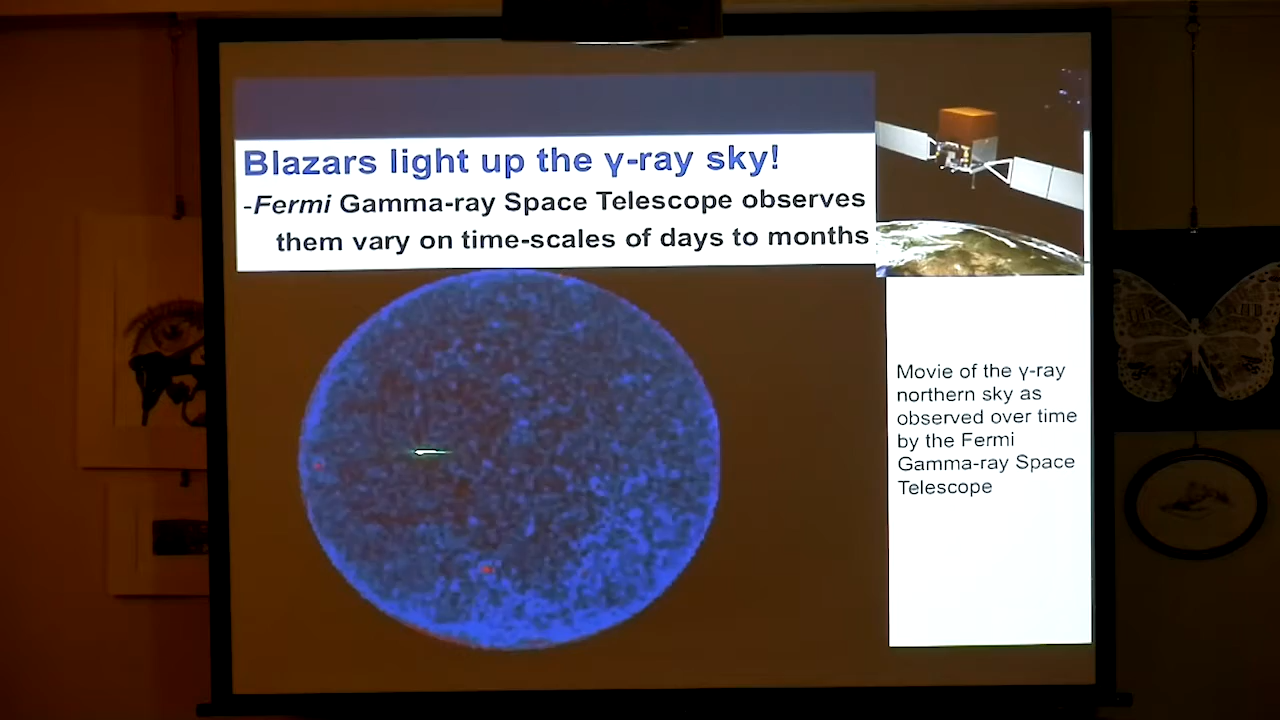 Blazars light up the γ-ray sky!
-Fermi Gamma-ray Space Telescope observes
them vary on time-scales of days to months
Movie of the γ-ray
northern sky as
observed over time
by the Fermi
Gamma-ray Space
Telescope